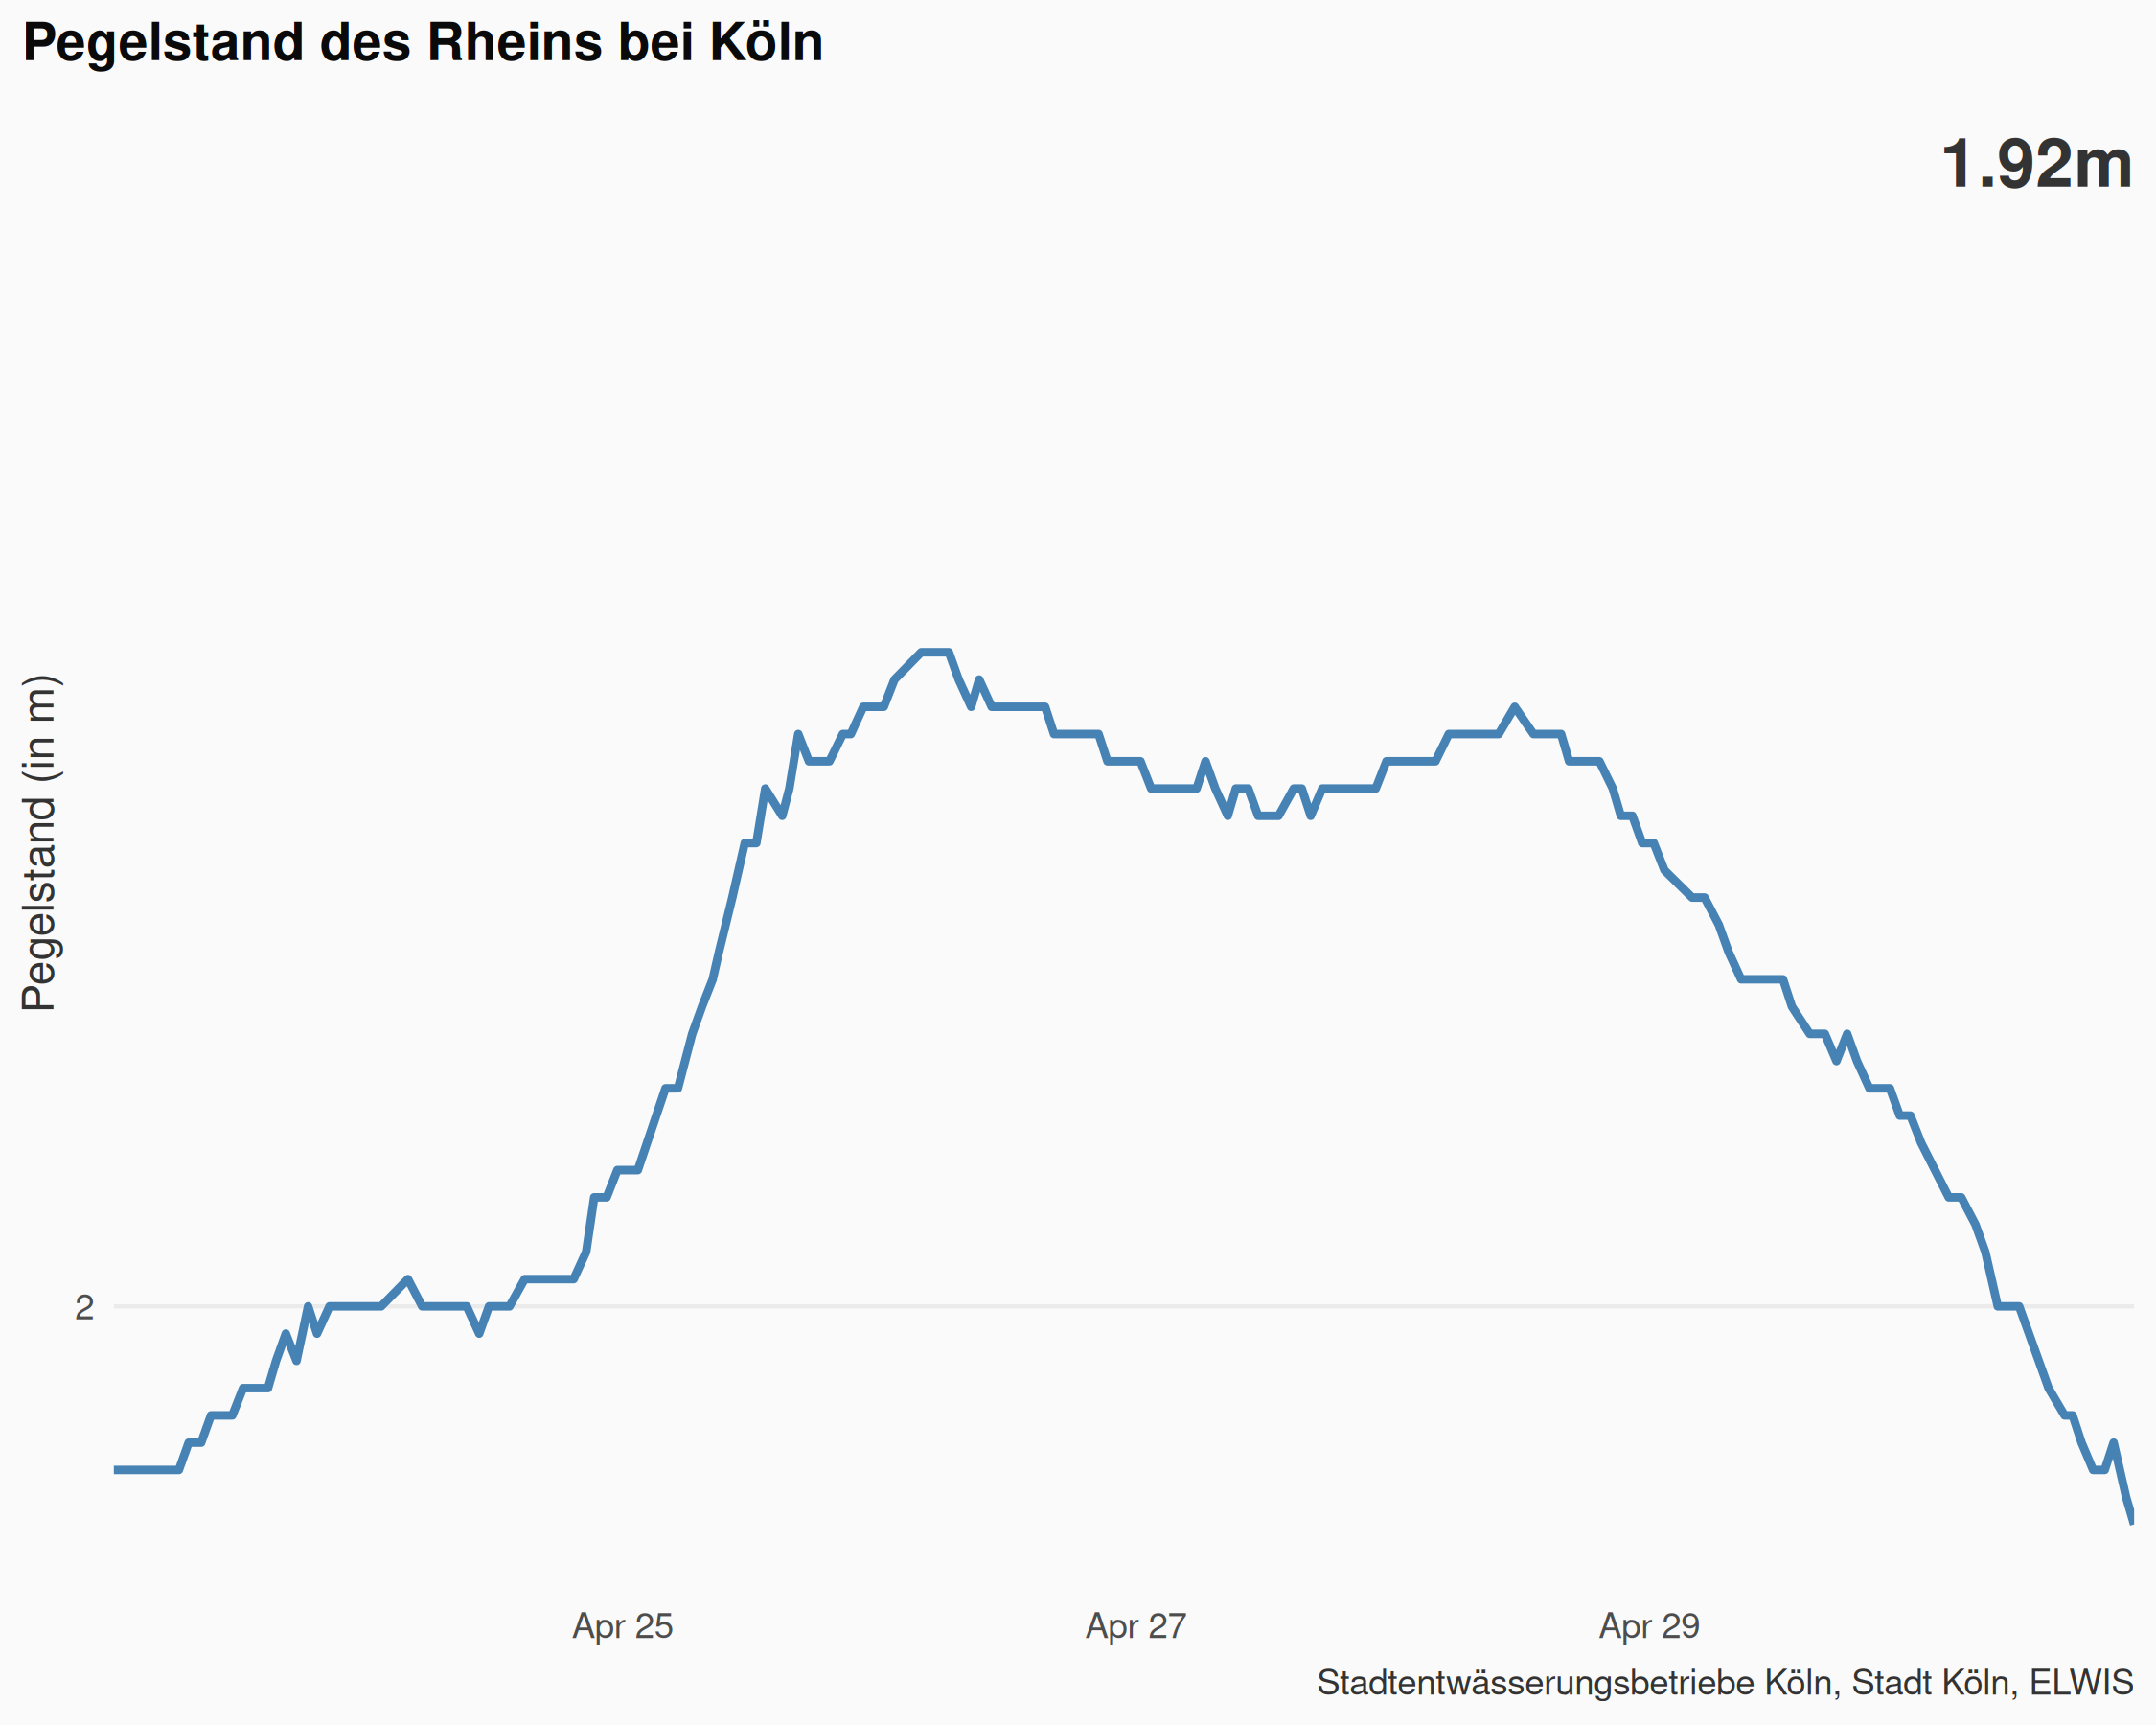 Pegelstand des Rheins bei Köln
1.92m
Pegelstand (in m)
2
Apr 25
Apr 27
Apr 29
Stadtentwässerungsbetriebe Köln, Stadt Köln, ELWIS